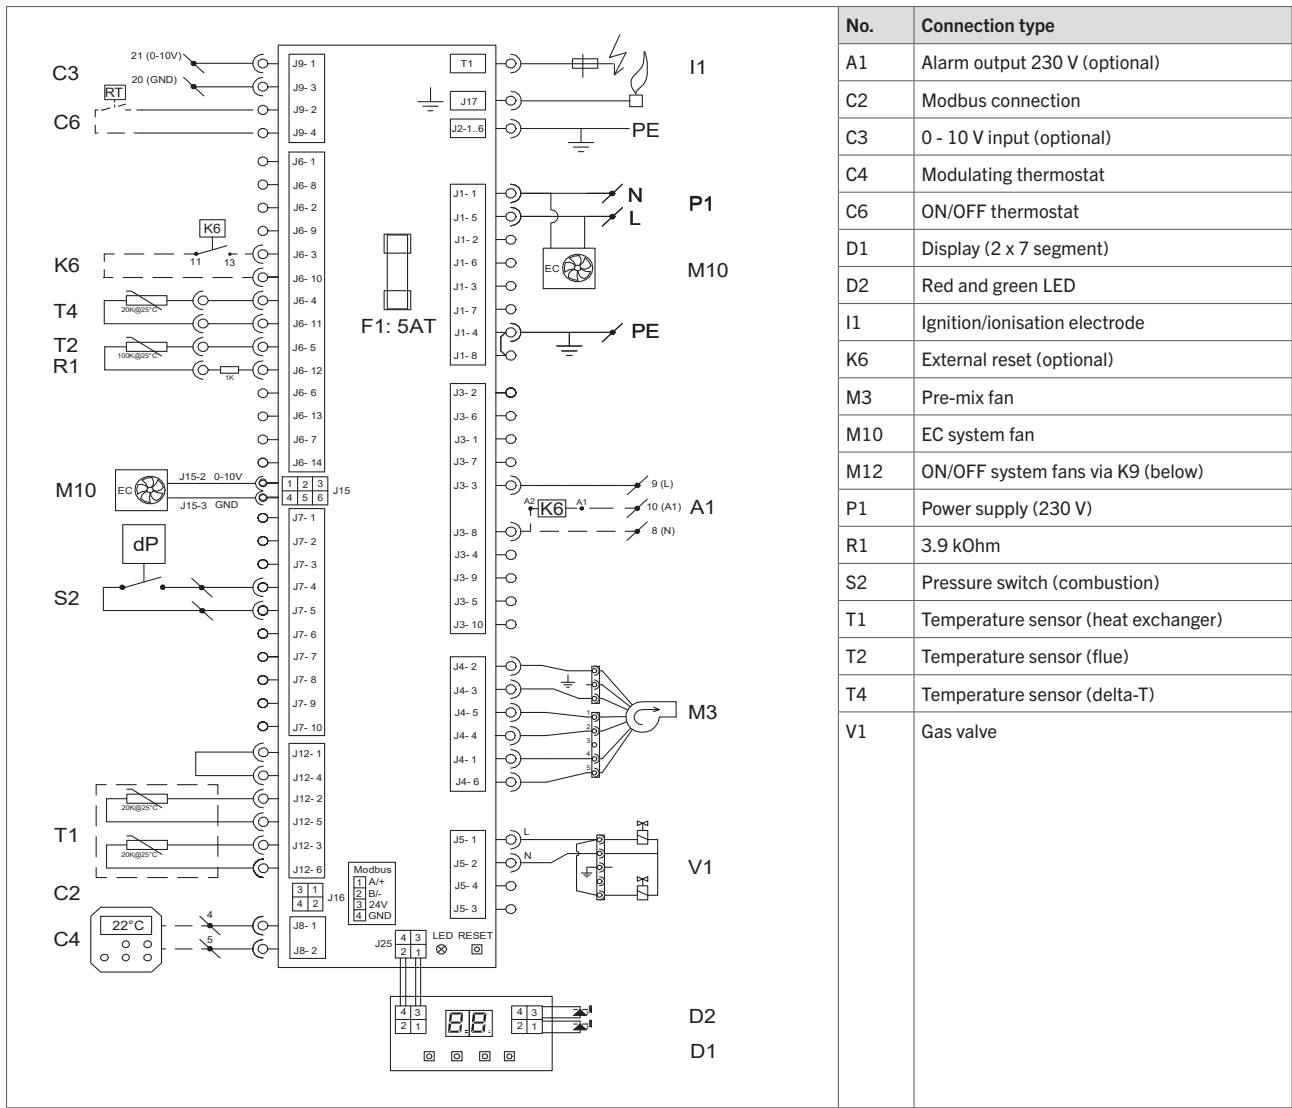 C3
21 (0-10V)
20 (GND)
RT
C6
K6
K6
11 13
T4
20K@25°C
T2
100K@25°C
R1
1K
M10
EC
J15-2 0-10V
J15-3 GND
dP
S2
T1
20K@25°C
20K@25°C
C2
C4
22°C
4
5
J9- 1
J9- 3
J9- 2
J9- 4
J6- 1
J6- 8
J6- 2
J6- 9
J6- 3
J6- 10
J6- 4
J6- 11
J6- 5
J6- 12
J6- 6
J6- 13
J6- 7
J6- 14
1 2 3
4 5 6
J15
J7- 1
J7- 2
J7- 3
J7- 4
J7- 5
J7- 6
J7- 7
J7- 8
J7- 9
J7- 10
J12- 1
J12- 4
J12- 2
J12- 5
J12- 3
J12- 6
3 1
4 2
J16
Modbus
1 A/+
2 B/-
3 24V
4 GND
J8- 1
J8- 2
F1: 5AT
T1
J17
J2-1..6
J1- 1
J1- 5
J1- 2
J1- 6
J1- 3
J1- 7
J1- 4
J1- 8
J3- 2
J3- 6
J3- 1
J3- 7
J3- 3
J3- 8
J3- 4
J3- 9
J3- 5
J3- 10
J4- 2
J4- 3
J4- 5
J4- 4
J4- 1
J4- 6
J5- 1
J5- 2
J5- 4
J5- 3
I1
PE
N
L
P1
EC
M10
PE
9 (L)
A2 K6 A1
10 (A1)
8 (N)
A1
1
2
3
4
5
M3
L
N
V1
J25
4 3
2 1
LED RESET
4 3
2 1
8.8.
4 3
2 1
D2
D1
No. Connection type
A1 Alarm output 230 V (optional)
C2 Modbus connection
C3 0 - 10 V input (optional)
C4 Modulating thermostat
C6 ON/OFF thermostat
D1 Display (2 x 7 segment)
D2 Red and green LED
I1 Ignition/ionisation electrode
K6 External reset (optional)
M3 Pre-mix fan
M10 EC system fan
M12 ON/OFF system fans via K9 (below)
P1 Power supply (230 V)
R1 3.9 kOhm
S2 Pressure switch (combustion)
T1 Temperature sensor (heat exchanger)
T2 Temperature sensor (flue)
T4 Temperature sensor (delta-T)
V1 Gas valve